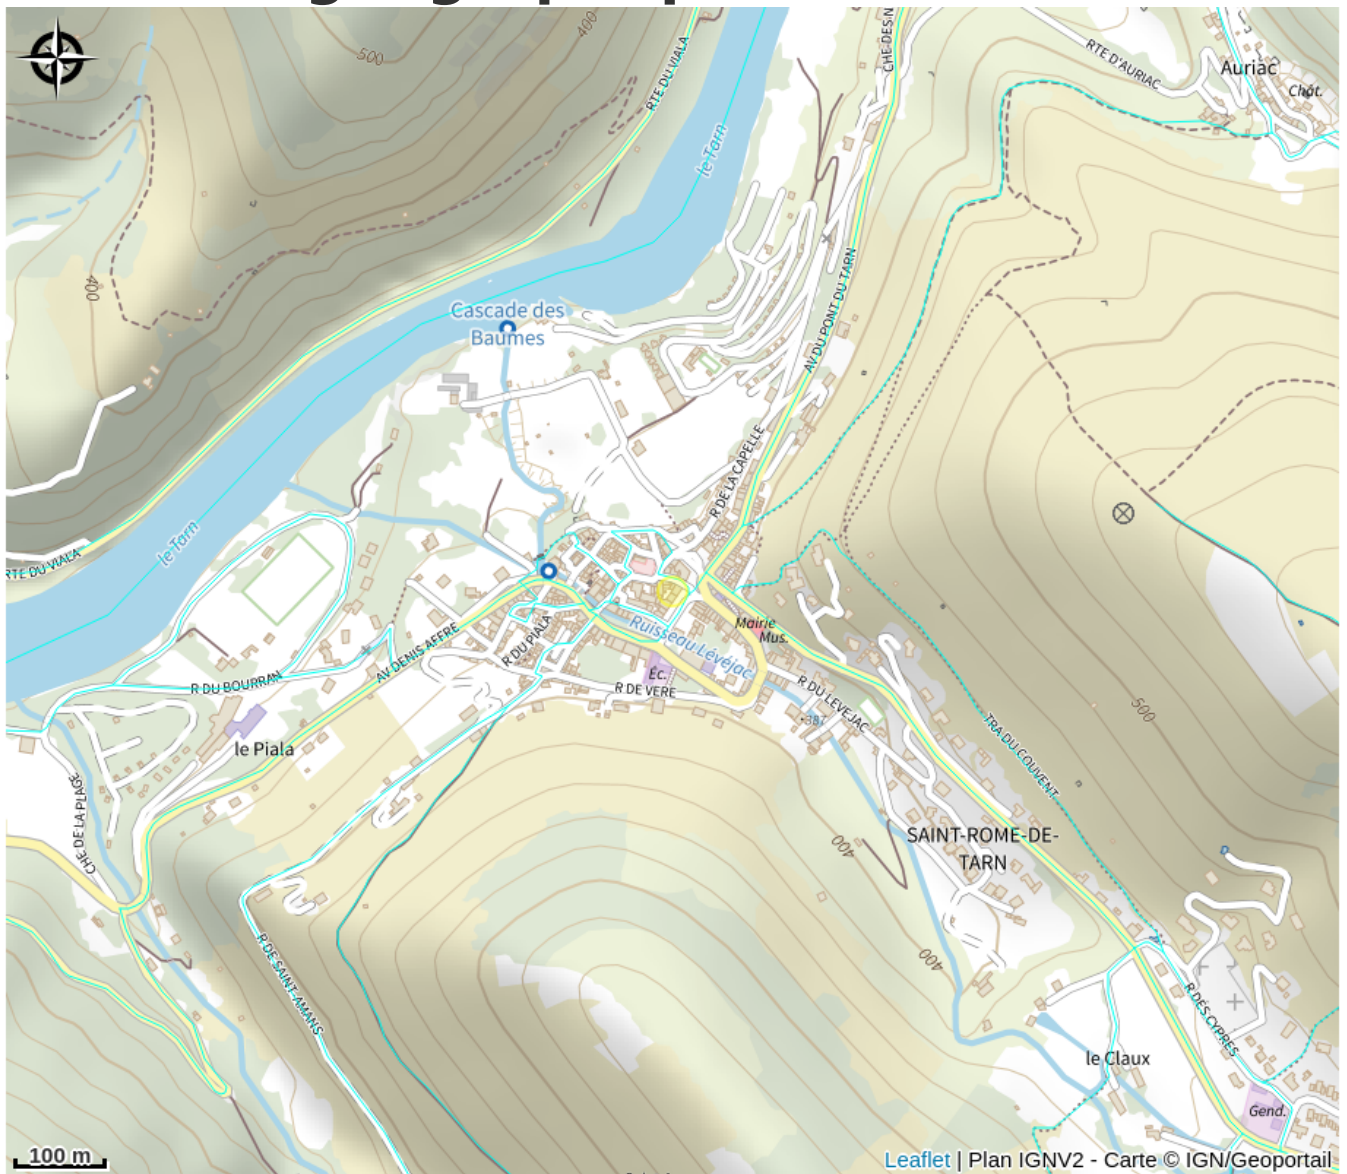 500
400
RTE DU VIALA
CHE DES N
RTE D'AURIAC
Auriac
Chât.
le Tarn
400
Cascade des
Baumes
AV DU PONT DU TARN
R DE LA CAPELLE
le Tarn
RTE DU VIALA
Mairie
Mus.
Ruisseau Lévéjac
R DU PIALA
AV DENIS AFFRE
Éc.
R DE VERE
R DU BOURRAN
R DU LEVEJAC
387
500
TRA DU COUVENT
le Piala
CHE DE LA PLAGE
400
SAINT-ROME-DE-
TARN
400
R DE SAINT-AMANS
R DES CYPRES
le Claux
Gend.
100 m
Leaflet | Plan IGNV2 - Carte © IGN/Geoportail